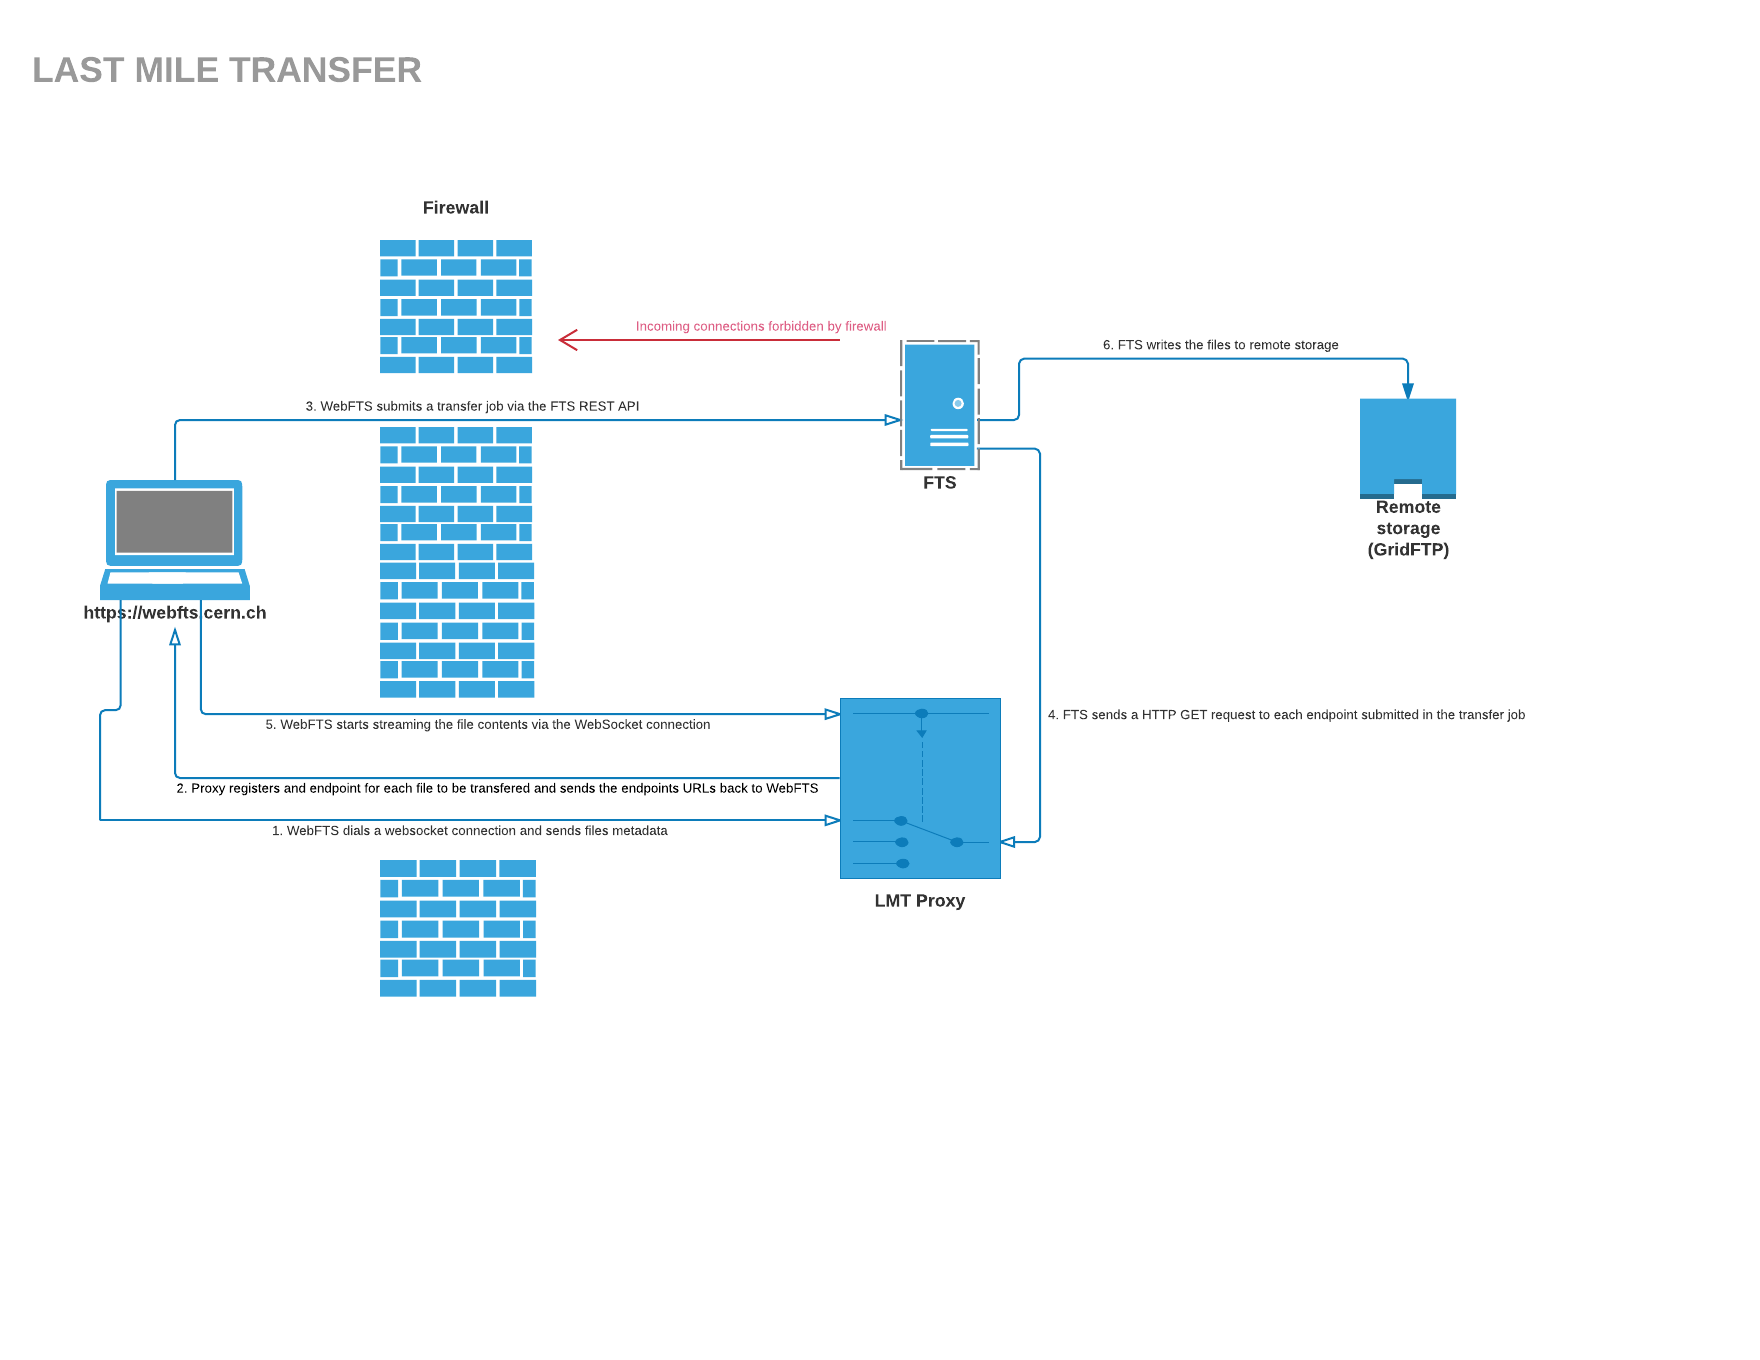 LAST MILE TRANSFER
Firewall
Incoming connections forbidden by firewall
6. FTS writes the files to remote storage
3. WebFTS submits a transfer job via the FTS REST API
FTS
Remote
storage
(GridFTP)
https://webfts.cern.ch
5. WebFTS starts streaming the file contents via the WebSocket connection
4. FTS sends a HTTP GET request to each endpoint submitted in the transfer job
2. Proxy registers and endpoint for each file to be transfered and sends the endpoints URLs back to WebFTS
1. WebFTS dials a websocket connection and sends files metadata
LMT Proxy